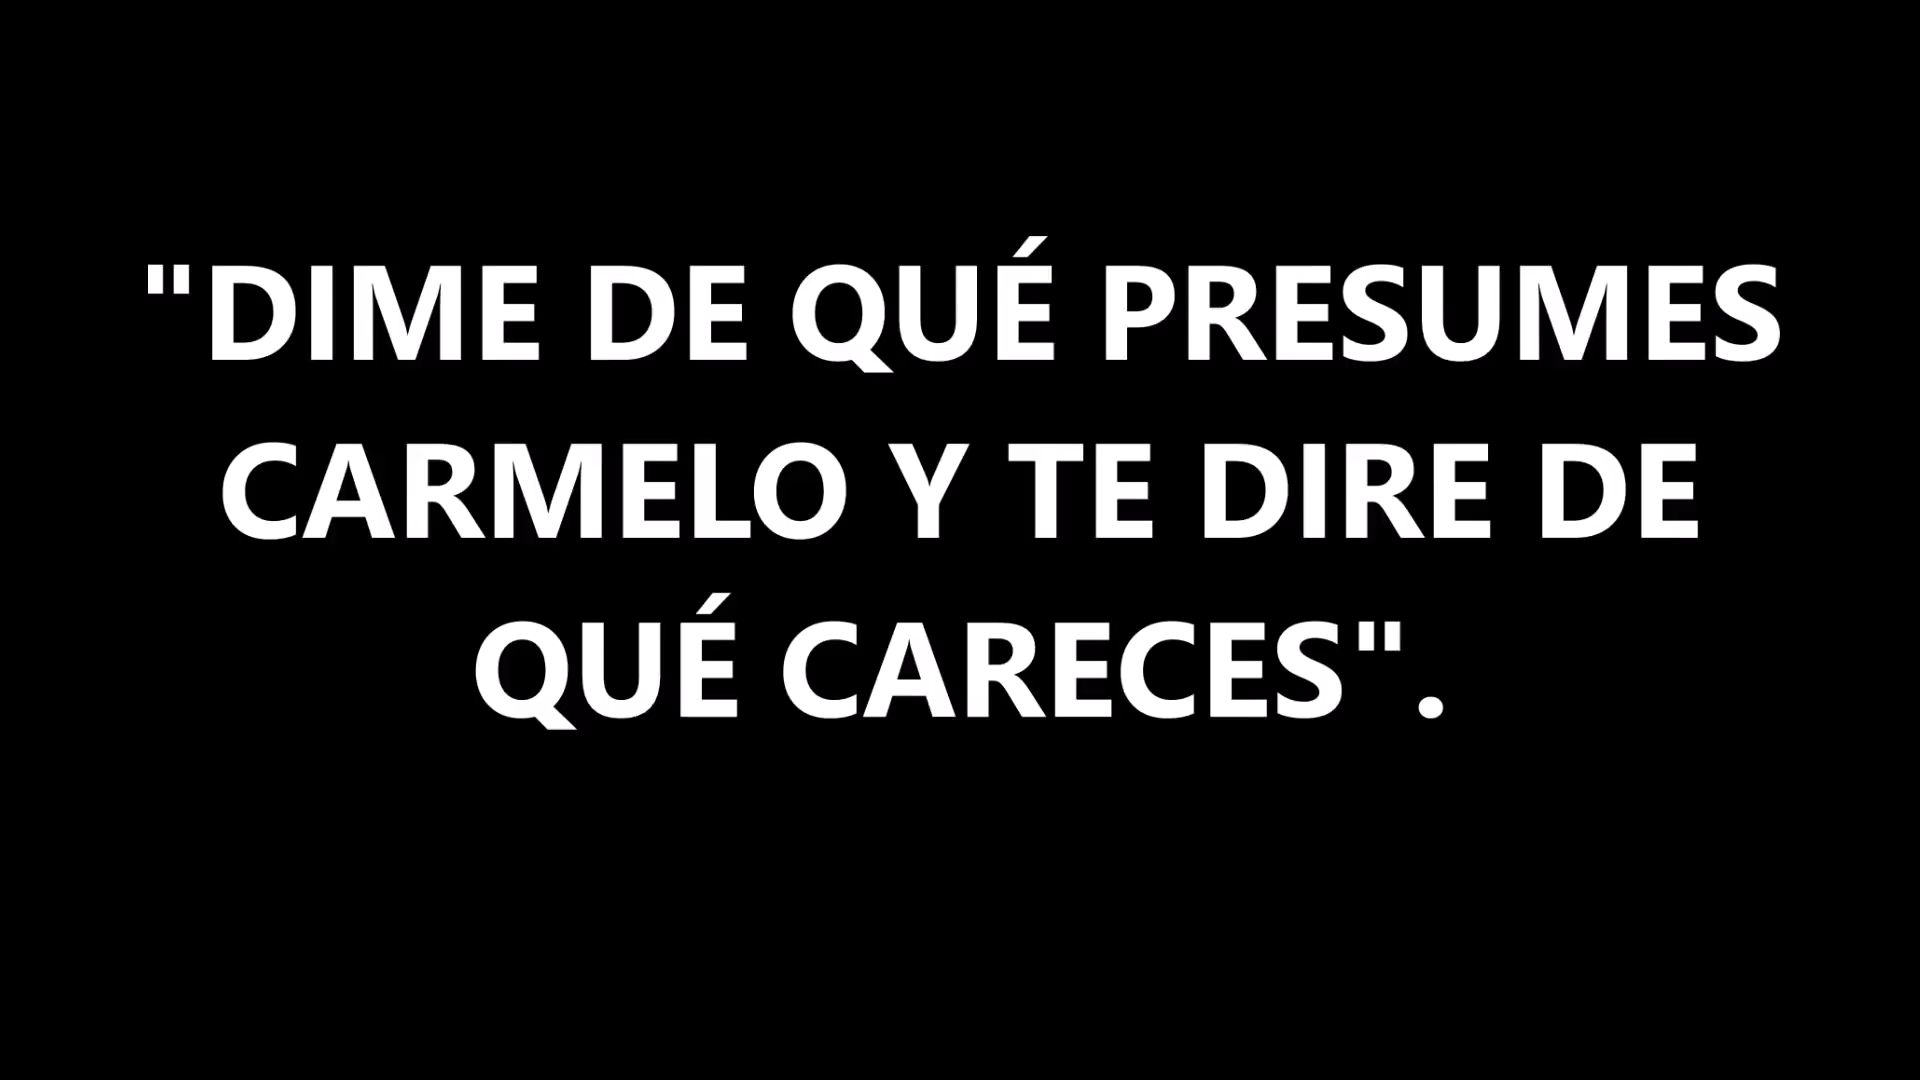 "DIME DE QUÉ PRESUMES
CARMELO Y TE DIRE DE
QUÉ CARECES".